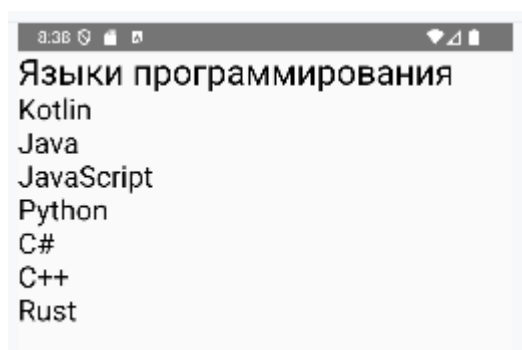 8:38
Языки программирования
Kotlin
Java
JavaScript
Python
C#
C++
Rust